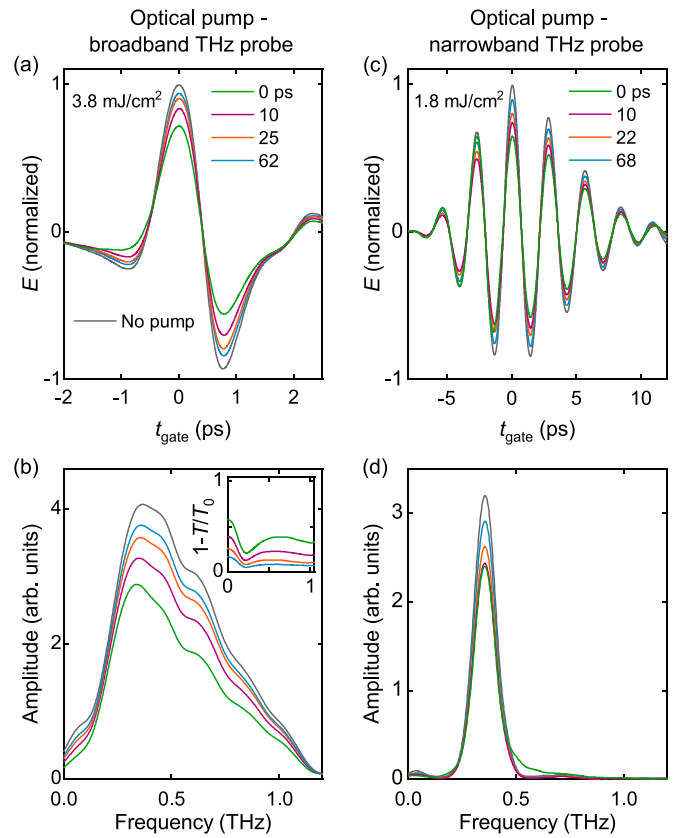 Optical pump -
broadband THz probe
Optical pump -
narrowband THz probe
(a)
3.8 mJ/cm²
0 ps
10
25
62
No pump
1
0
-1
E (normalized)
-2
-1
0
1
2
t_gate (ps)
(c)
1.8 mJ/cm²
0 ps
10
22
68
1
0
-1
E (normalized)
-5
0
5
10
t_gate (ps)
(b)
4
2
0
Amplitude (arb. units)
0.0
0.5
1.0
Frequency (THz)
1-T/T₀
1
0
0
1
(d)
3
2
1
0
Amplitude (arb. units)
0.0
0.5
1.0
Frequency (THz)